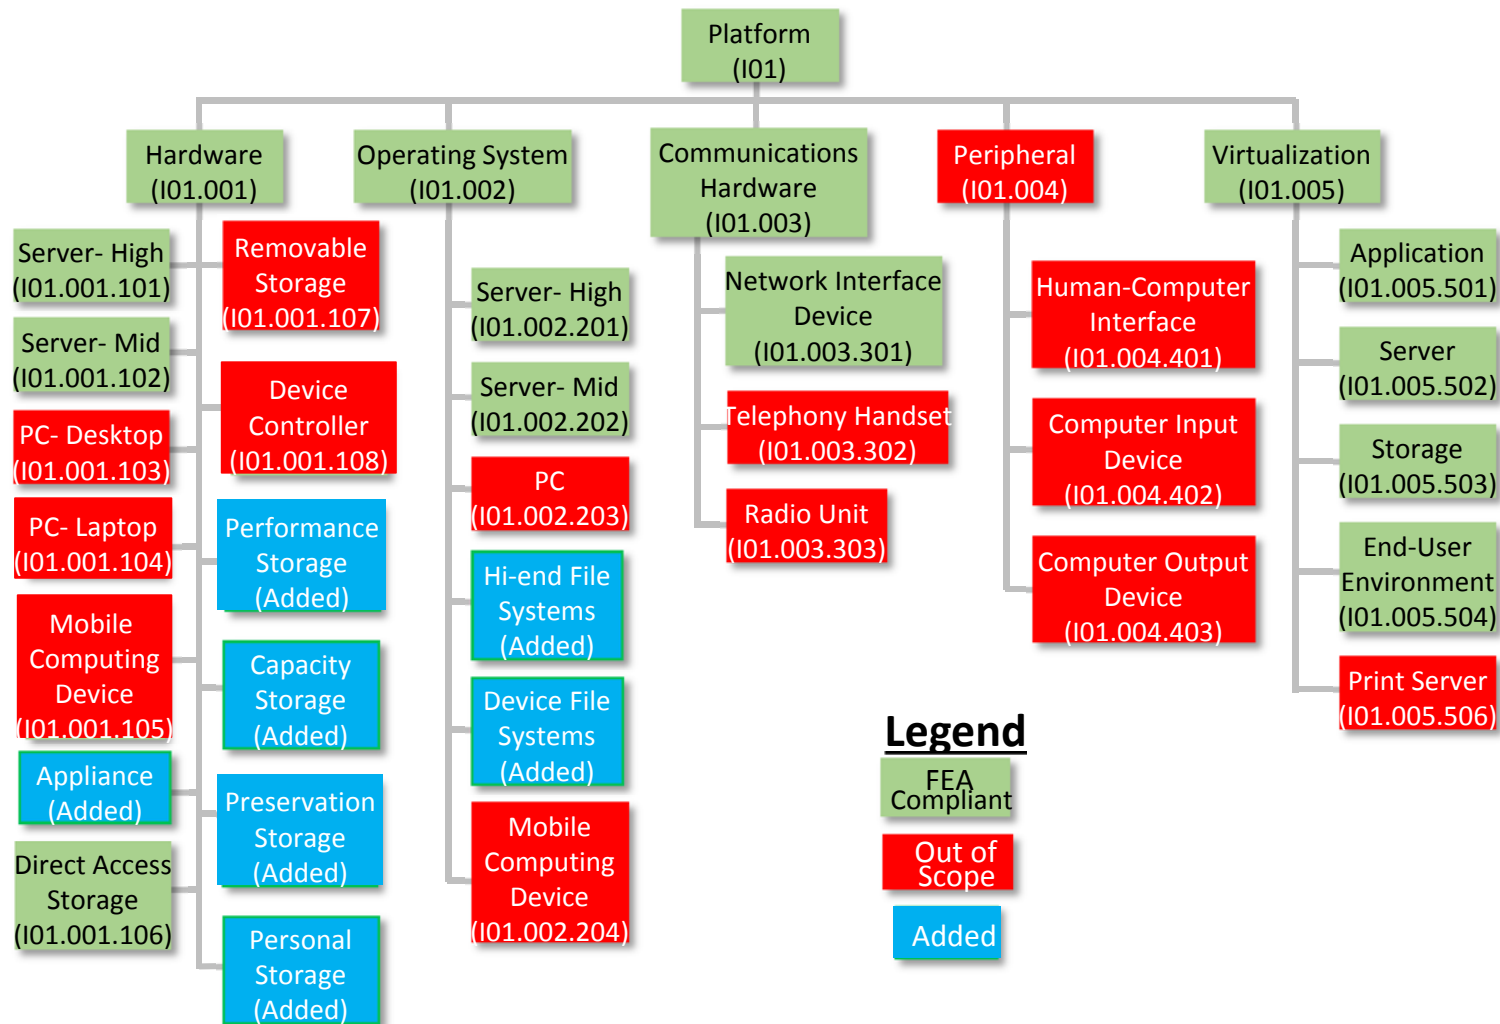 Platform
(I01)
Hardware
(I01.001)
Operating System
(I01.002)
Communications
Hardware
(I01.003)
Peripheral
(I01.004)
Virtualization
(I01.005)
Server- High
(I01.001.101)
Server- Mid
(I01.001.102)
PC- Desktop
(I01.001.103)
PC- Laptop
(I01.001.104)
Mobile
Computing
Device
(I01.001.105)
Appliance
(Added)
Direct Access
Storage
(I01.001.106)
Removable
Storage
(I01.001.107)
Device
Controller
(I01.001.108)
Performance
Storage
(Added)
Capacity
Storage
(Added)
Preservation
Storage
(Added)
Personal
Storage
(Added)
Server- High
(I01.002.201)
Server- Mid
(I01.002.202)
PC
(I01.002.203)
Hi-end File
Systems
(Added)
Device File
Systems
(Added)
Mobile
Computing
Device
(I01.002.204)
Network Interface
Device
(I01.003.301)
Telephony Handset
(I01.003.302)
Radio Unit
(I01.003.303)
Human-Computer
Interface
(I01.004.401)
Computer Input
Device
(I01.004.402)
Computer Output
Device
(I01.004.403)
Application
(I01.005.501)
Server
(I01.005.502)
Storage
(I01.005.503)
End-User
Environment
(I01.005.504)
Print Server
(I01.005.506)
Legend
FEA
Compliant
Out of
Scope
Added